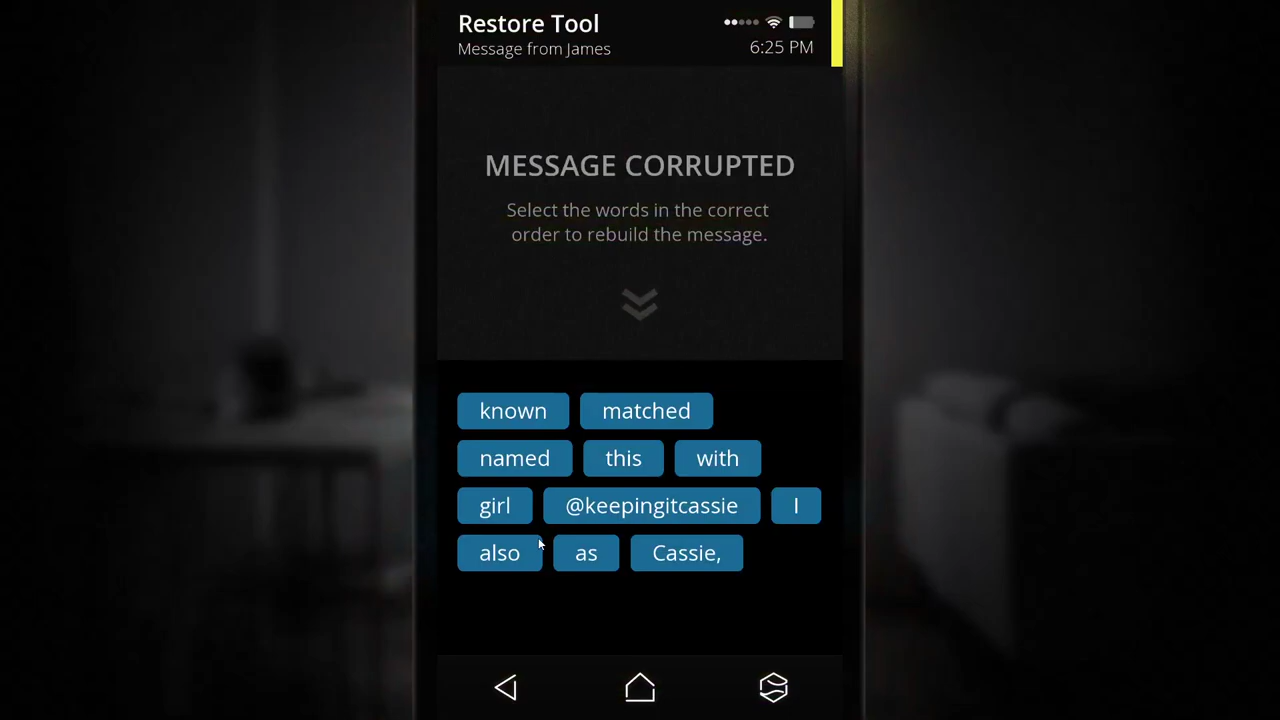 Restore Tool
Message from James
6:25 PM
MESSAGE CORRUPTED
Select the words in the correct
order to rebuild the message.
known matched
named this with
girl @keepingitcassie I
also as Cassie,